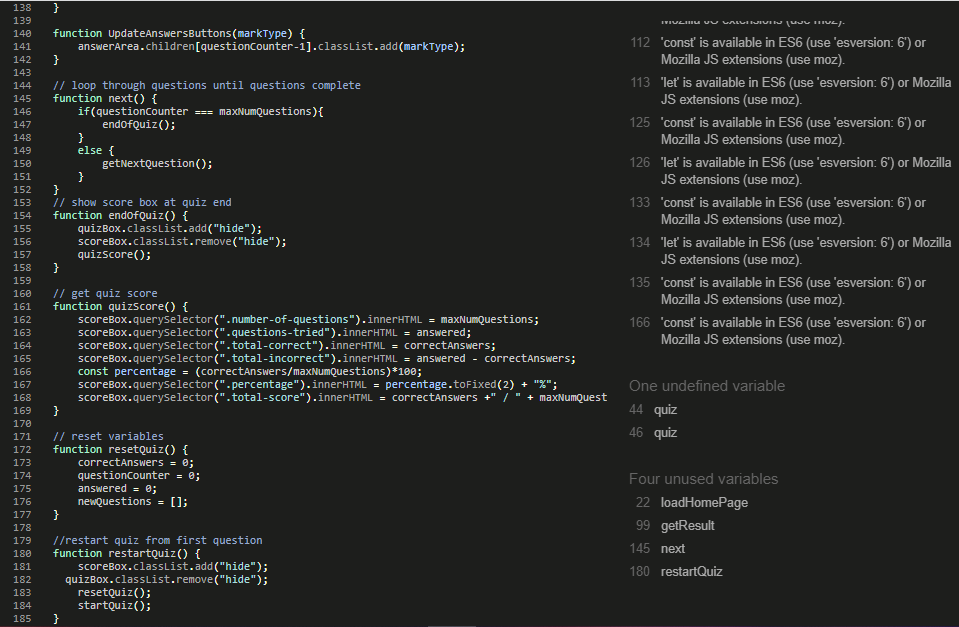 138 }
139
140 function UpdateAnswersButtons(markType) {
141 answerArea.children[questionCounter-1].classList.add(markType);
142 }
143
144 // loop through questions until questions complete
145 function next() {
146 if(questionCounter === maxNumQuestions){
147 endOfQuiz();
148 }
149 else {
150 getNextQuestion();
151 }
152 }
153 // show score box at quiz end
154 function endOfQuiz() {
155 quizBox.classList.add("hide");
156 scoreBox.classList.remove("hide");
157 quizScore();
158 }
159
160 // get quiz score
161 function quizScore() {
162 scoreBox.querySelector(".number-of-questions").innerHTML = maxNumQuestions;
163 scoreBox.querySelector(".questions-tried").innerHTML = answered;
164 scoreBox.querySelector(".total-correct").innerHTML = correctAnswers;
165 scoreBox.querySelector(".total-incorrect").innerHTML = answered - correctAnswers;
166 const percentage = (correctAnswers/maxNumQuestions)*100;
167 scoreBox.querySelector(".percentage").innerHTML = percentage.toFixed(2) + "%";
168 scoreBox.querySelector(".total-score").innerHTML = correctAnswers +" / " + maxNumQuest
169 }
170
171 // reset variables
172 function resetQuiz() {
173 correctAnswers = 0;
174 questionCounter = 0;
175 answered = 0;
176 newQuestions = [];
177 }
178
179 //restart quiz from first question
180 function restartQuiz() {
181 scoreBox.classList.add("hide");
182 quizBox.classList.remove("hide");
183 resetQuiz();
184 startQuiz();
185 }
Mozilla JS extensions (use moz).
112 'const' is available in ES6 (use 'esversion: 6') or
Mozilla JS extensions (use moz).
113 'let' is available in ES6 (use 'esversion: 6') or Mozilla
JS extensions (use moz).
125 'const' is available in ES6 (use 'esversion: 6') or
Mozilla JS extensions (use moz).
126 'let' is available in ES6 (use 'esversion: 6') or Mozilla
JS extensions (use moz).
133 'const' is available in ES6 (use 'esversion: 6') or
Mozilla JS extensions (use moz).
134 'let' is available in ES6 (use 'esversion: 6') or Mozilla
JS extensions (use moz).
135 'const' is available in ES6 (use 'esversion: 6') or
Mozilla JS extensions (use moz).
166 'const' is available in ES6 (use 'esversion: 6') or
Mozilla JS extensions (use moz).
One undefined variable
44 quiz
46 quiz
Four unused variables
22 loadHomePage
99 getResult
145 next
180 restartQuiz